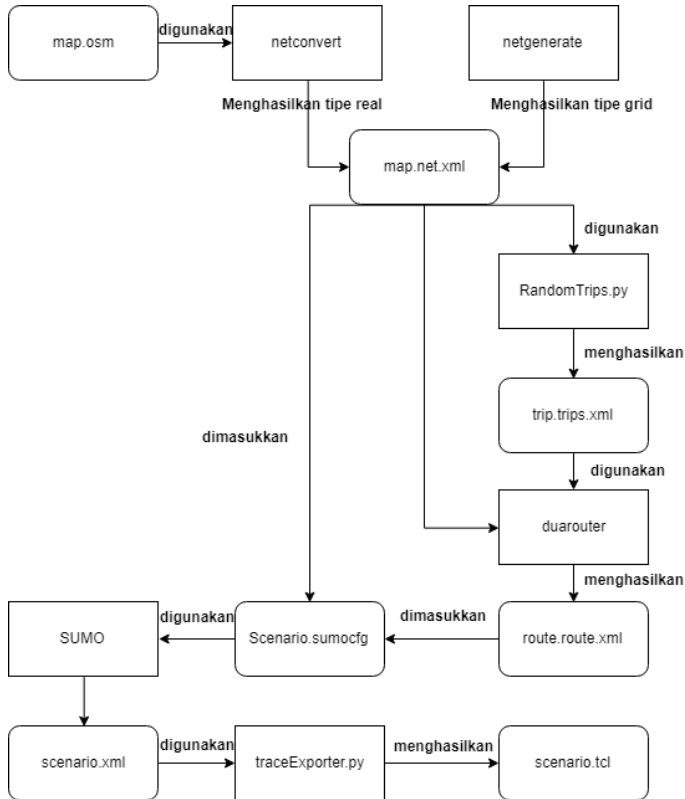 map.osm
digunakan
netconvert
netgenerate
Menghasilkan tipe real
Menghasilkan tipe grid
map.net.xml
digunakan
RandomTrips.py
menghasilkan
trip.trips.xml
dimasukkan
digunakan
duarouter
menghasilkan
SUMO
digunakan
Scenario.sumocfg
dimasukkan
route.route.xml
scenario.xml
digunakan
traceExporter.py
menghasilkan
scenario.tcl